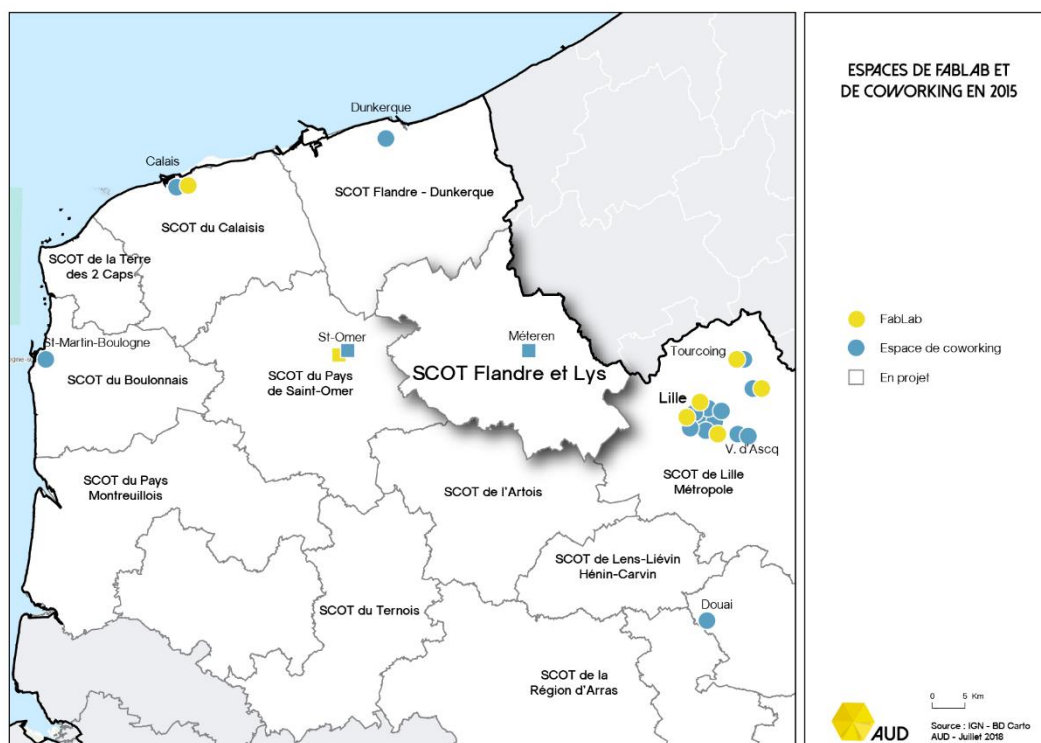 ESPACES DE FABLAB ET
DE COWORKING EN 2015
Dunkerque
Calais
SCOT Flandre - Dunkerque
SCOT du Calaisis
SCOT de la Terre
des 2 Caps
St-Martin-Boulogne
SCOT du Boulonnais
St-Omer
SCOT du Pays
de Saint-Omer
Méteren
SCOT Flandre et Lys
Tourcoing
Lille
V. d'Ascq
SCOT de Lille
Métropole
SCOT du Pays
Montreuillois
SCOT de l'Artois
SCOT de Lens-Liévin
Hénin-Carvin
SCOT du Ternois
Douai
SCOT de la
Région d'Arras
FabLab
Espace de coworking
En projet
0 5 Km
AUD
Source : IGN - BD Carto
AUD - Juillet 2018